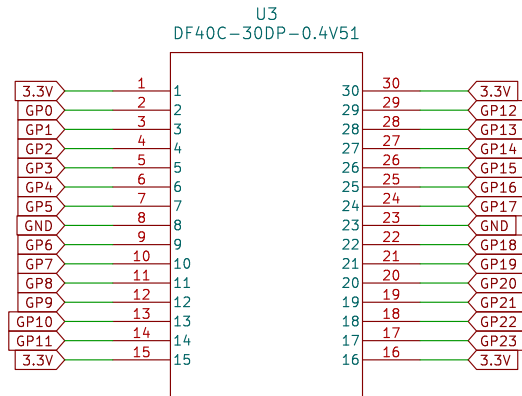 U3
DF40C-30DP-0.4V51
3.3V 1 1 30 30 3.3V
GP0 2 2 29 29 GP12
GP1 3 3 28 28 GP13
GP2 4 4 27 27 GP14
GP3 5 5 26 26 GP15
GP4 6 6 25 25 GP16
GP5 7 7 24 24 GP17
GND 8 8 23 23 GND
GP6 9 9 22 22 GP18
GP7 10 10 21 21 GP19
GP8 11 11 20 20 GP20
GP9 12 12 19 19 GP21
GP10 13 13 18 18 GP22
GP11 14 14 17 17 GP23
3.3V 15 15 16 16 3.3V